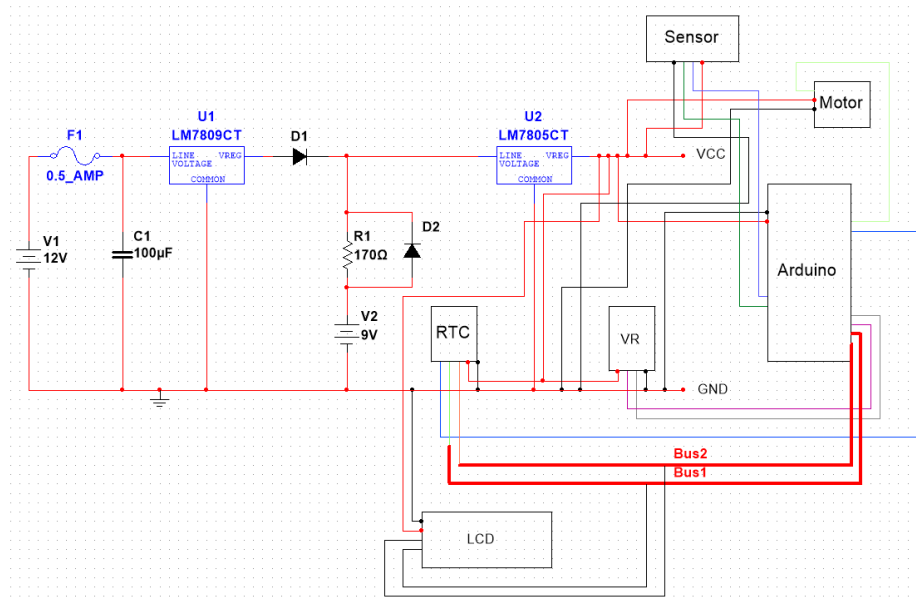 Sensor
Motor
F1
0.5_AMP
U1
LM7809CT
LINE VREG
VOLTAGE
COMMON
D1
U2
LM7805CT
LINE VREG
VOLTAGE
COMMON
VCC
V1
12V
C1
100µF
R1
170Ω
D2
V2
9V
Arduino
RTC
VR
GND
Bus2
Bus1
LCD